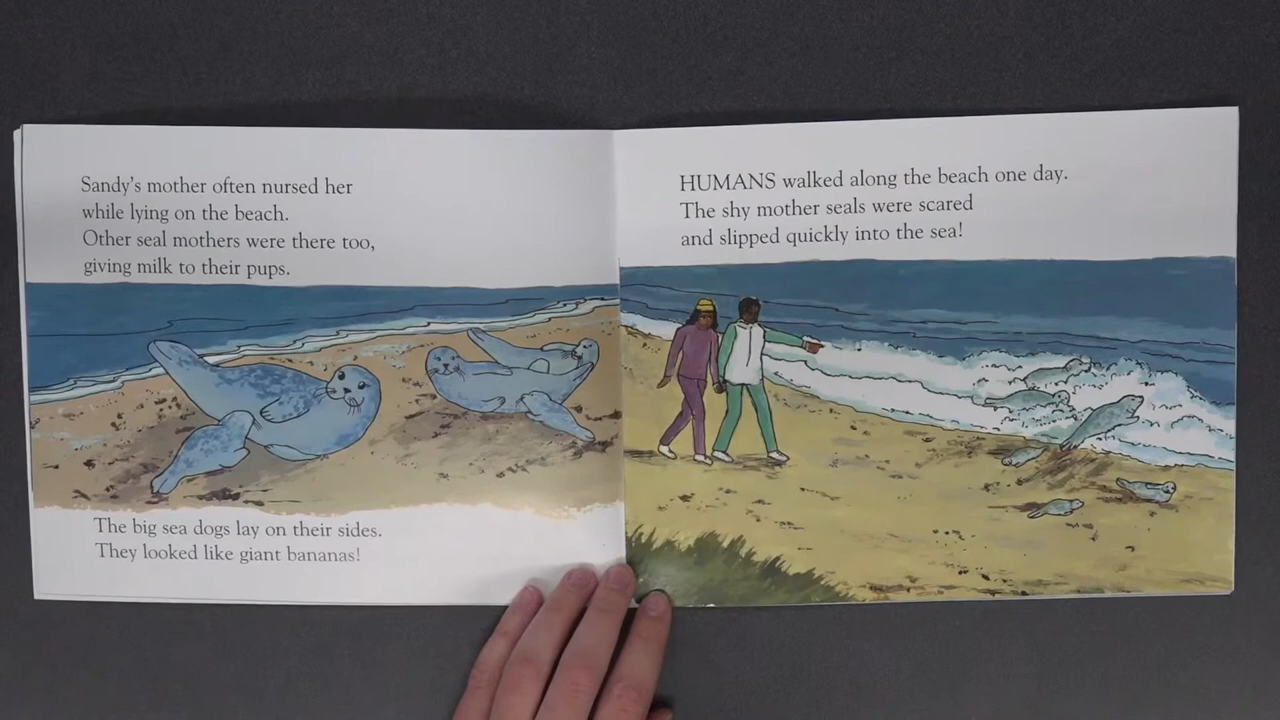 Sandy's mother often nursed her
while lying on the beach.
Other seal mothers were there too,
giving milk to their pups.
The big sea dogs lay on their sides.
They looked like giant bananas!
HUMANS walked along the beach one day.
The shy mother seals were scared
and slipped quickly into the sea!